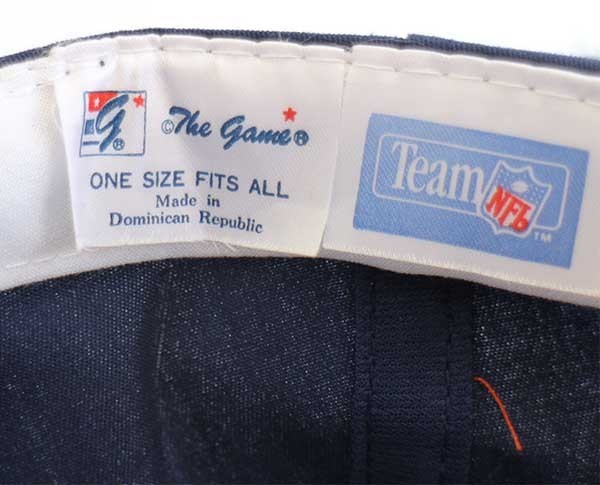 G®
©The Game®
ONE SIZE FITS ALL
Made in
Dominican Republic
Team
NFL
TM